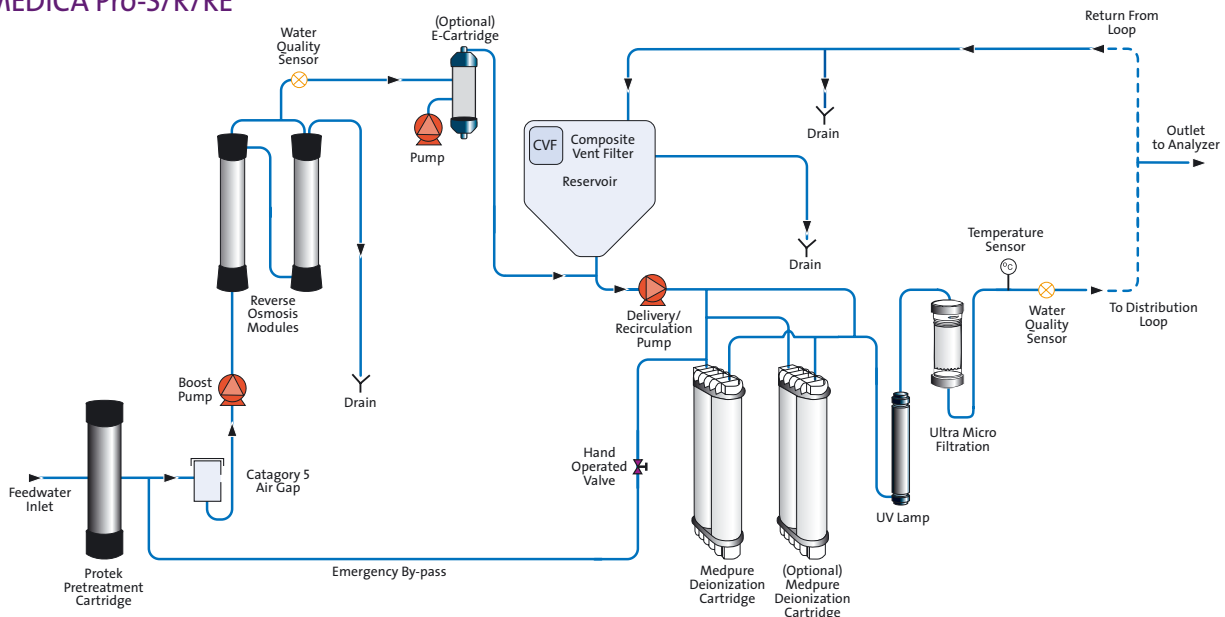 MEDICA Pro-S/R/RE
(Optional)
E-Cartridge
Water
Quality
Sensor
Return From
Loop
Pump
Drain
CVF
Composite
Vent Filter
Reservoir
Outlet
to Analyzer
Temperature
Sensor
°C
Drain
Reverse
Osmosis
Modules
Delivery/
Recirculation
Pump
To Distribution
Loop
Water
Quality
Sensor
Boost
Pump
Drain
Ultra Micro
Filtration
Hand
Operated
Valve
Catagory 5
Air Gap
Feedwater
Inlet
UV Lamp
Emergency By-pass
Protek
Pretreatment
Cartridge
Medpure
Deionization
Cartridge
(Optional)
Medpure
Deionization
Cartridge